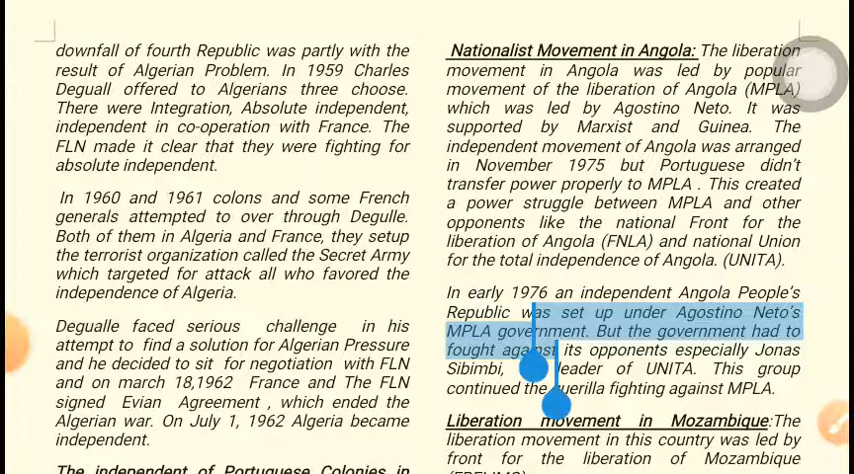 downfall of fourth Republic was partly with the
result of Algerian Problem. In 1959 Charles
Deguall offered to Algerians three choose.
There were Integration, Absolute independent,
independent in co-operation with France. The
FLN made it clear that they were fighting for
absolute independent.
In 1960 and 1961 colons and some French
generals attempted to over through Degulle.
Both of them in Algeria and France, they setup
the terrorist organization called the Secret Army
which targeted for attack all who favored the
independence of Algeria.
Degualle faced serious challenge in his
attempt to find a solution for Algerian Pressure
and he decided to sit for negotiation with FLN
and on march 18,1962 France and The FLN
signed Evian Agreement , which ended the
Algerian war. On July 1, 1962 Algeria became
independent.
The independent of Portuguese Colonies in
Nationalist Movement in Angola: The liberation
movement in Angola was led by popular
movement of the liberation of Angola (MPLA)
which was led by Agostino Neto. It was
supported by Marxist and Guinea. The
independent movement of Angola was arranged
in November 1975 but Portuguese didn't
transfer power properly to MPLA . This created
a power struggle between MPLA and other
opponents like the national Front for the
liberation of Angola (FNLA) and national Union
for the total independence of Angola. (UNITA).
In early 1976 an independent Angola People's
Republic was set up under Agostino Neto's
MPLA government. But the government had to
fought against its opponents especially Jonas
Sibimbi, leader of UNITA. This group
continued the guerilla fighting against MPLA.
Liberation movement in Mozambique:The
liberation movement in this country was led by
front for the liberation of Mozambique
(FRELIMO)